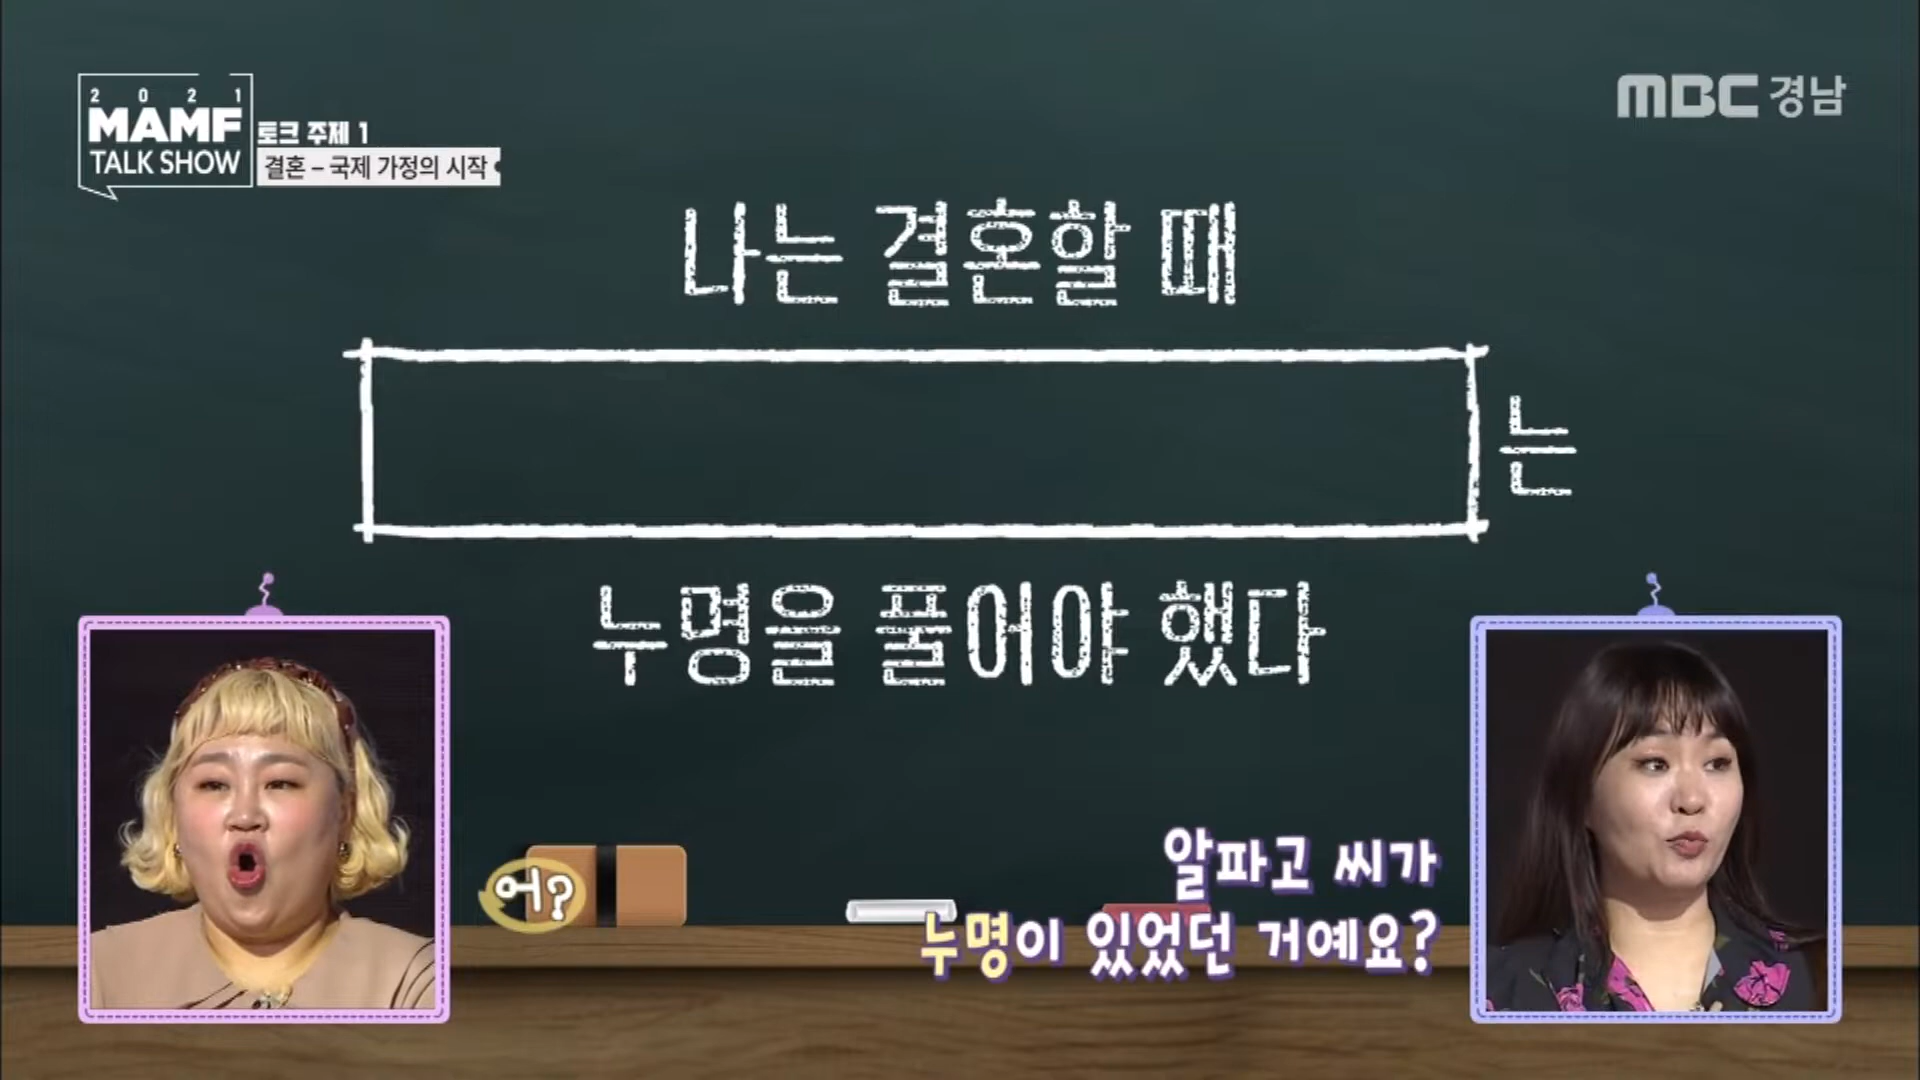 2021
MAMF
TALK SHOW
토크 주제 1
결혼 – 국제 가정의 시작
MBC 경남
나는 결혼할 때
는
누명을 풀어야 했다
어?
알파고 씨가
누명이 있었던 거예요?